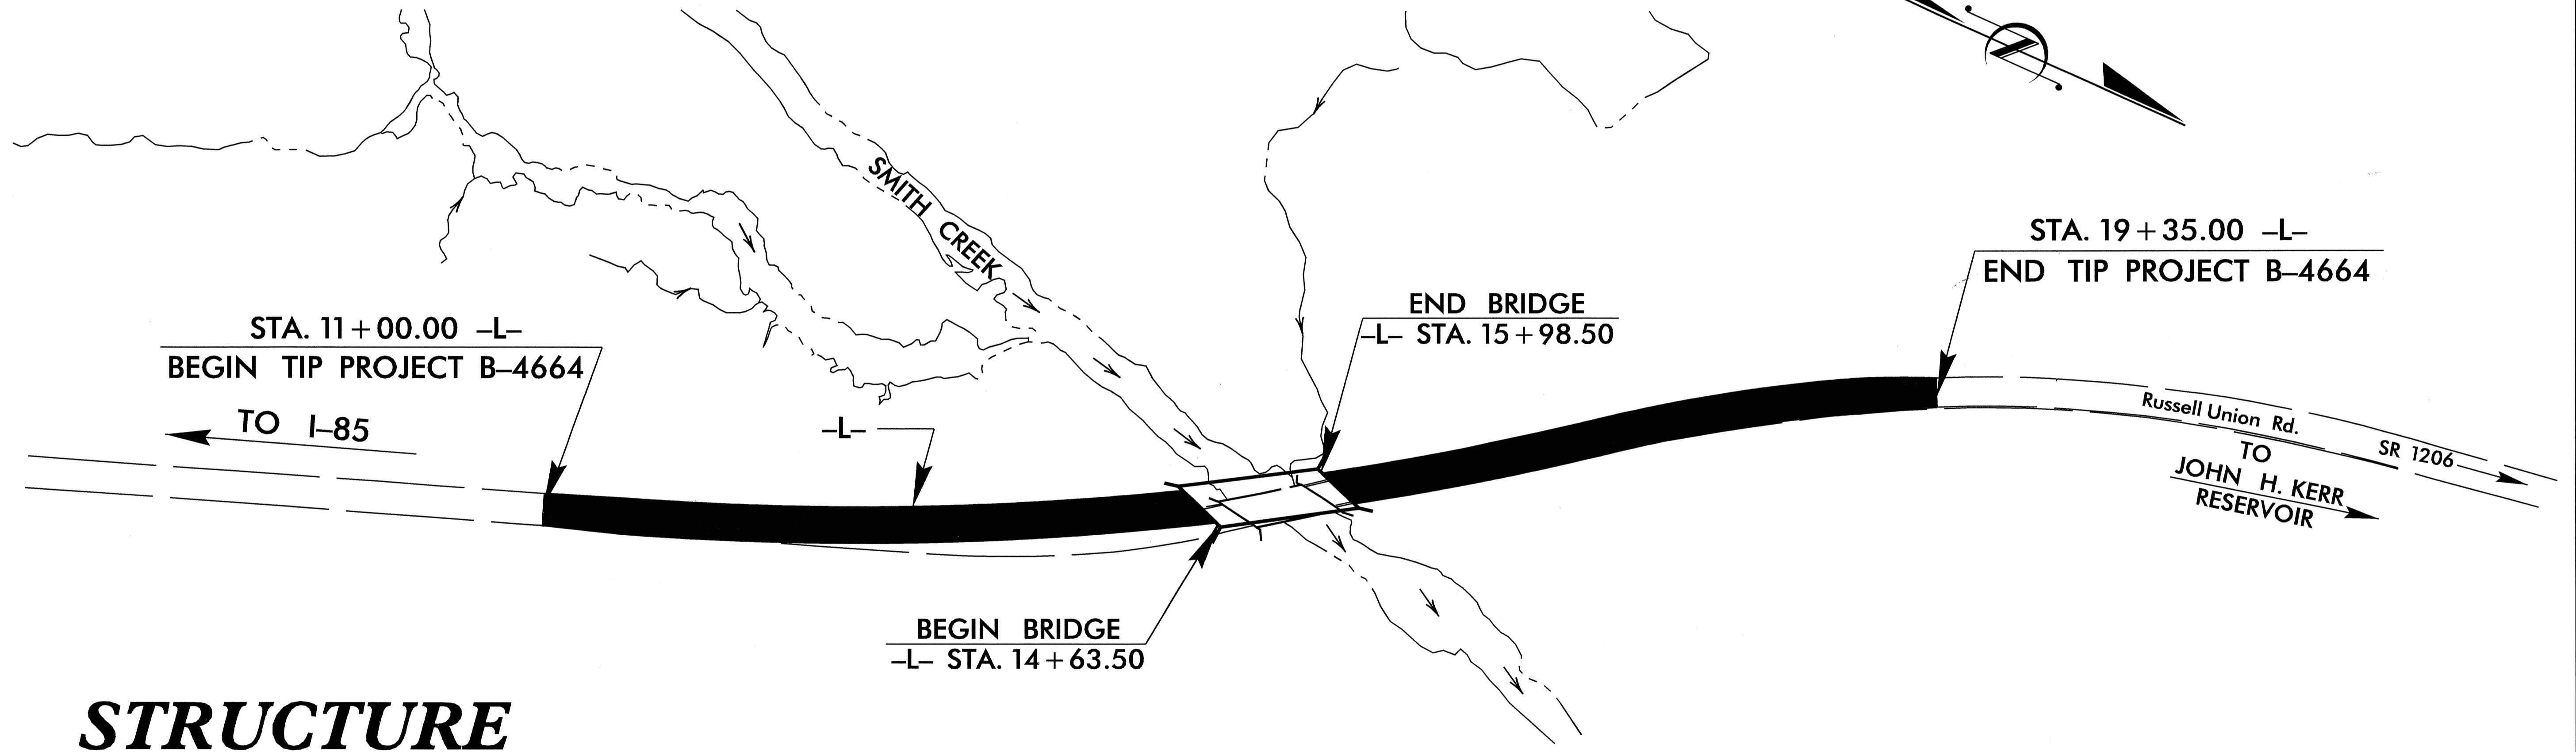 SMITH CREEK
STA. 19+35.00 –L–
END TIP PROJECT B–4664
END BRIDGE
–L– STA. 15+98.50
STA. 11+00.00 –L–
BEGIN TIP PROJECT B–4664
TO I–85
–L–
Russell Union Rd.
SR 1206
TO
JOHN H. KERR
RESERVOIR
BEGIN BRIDGE
–L– STA. 14+63.50
STRUCTURE